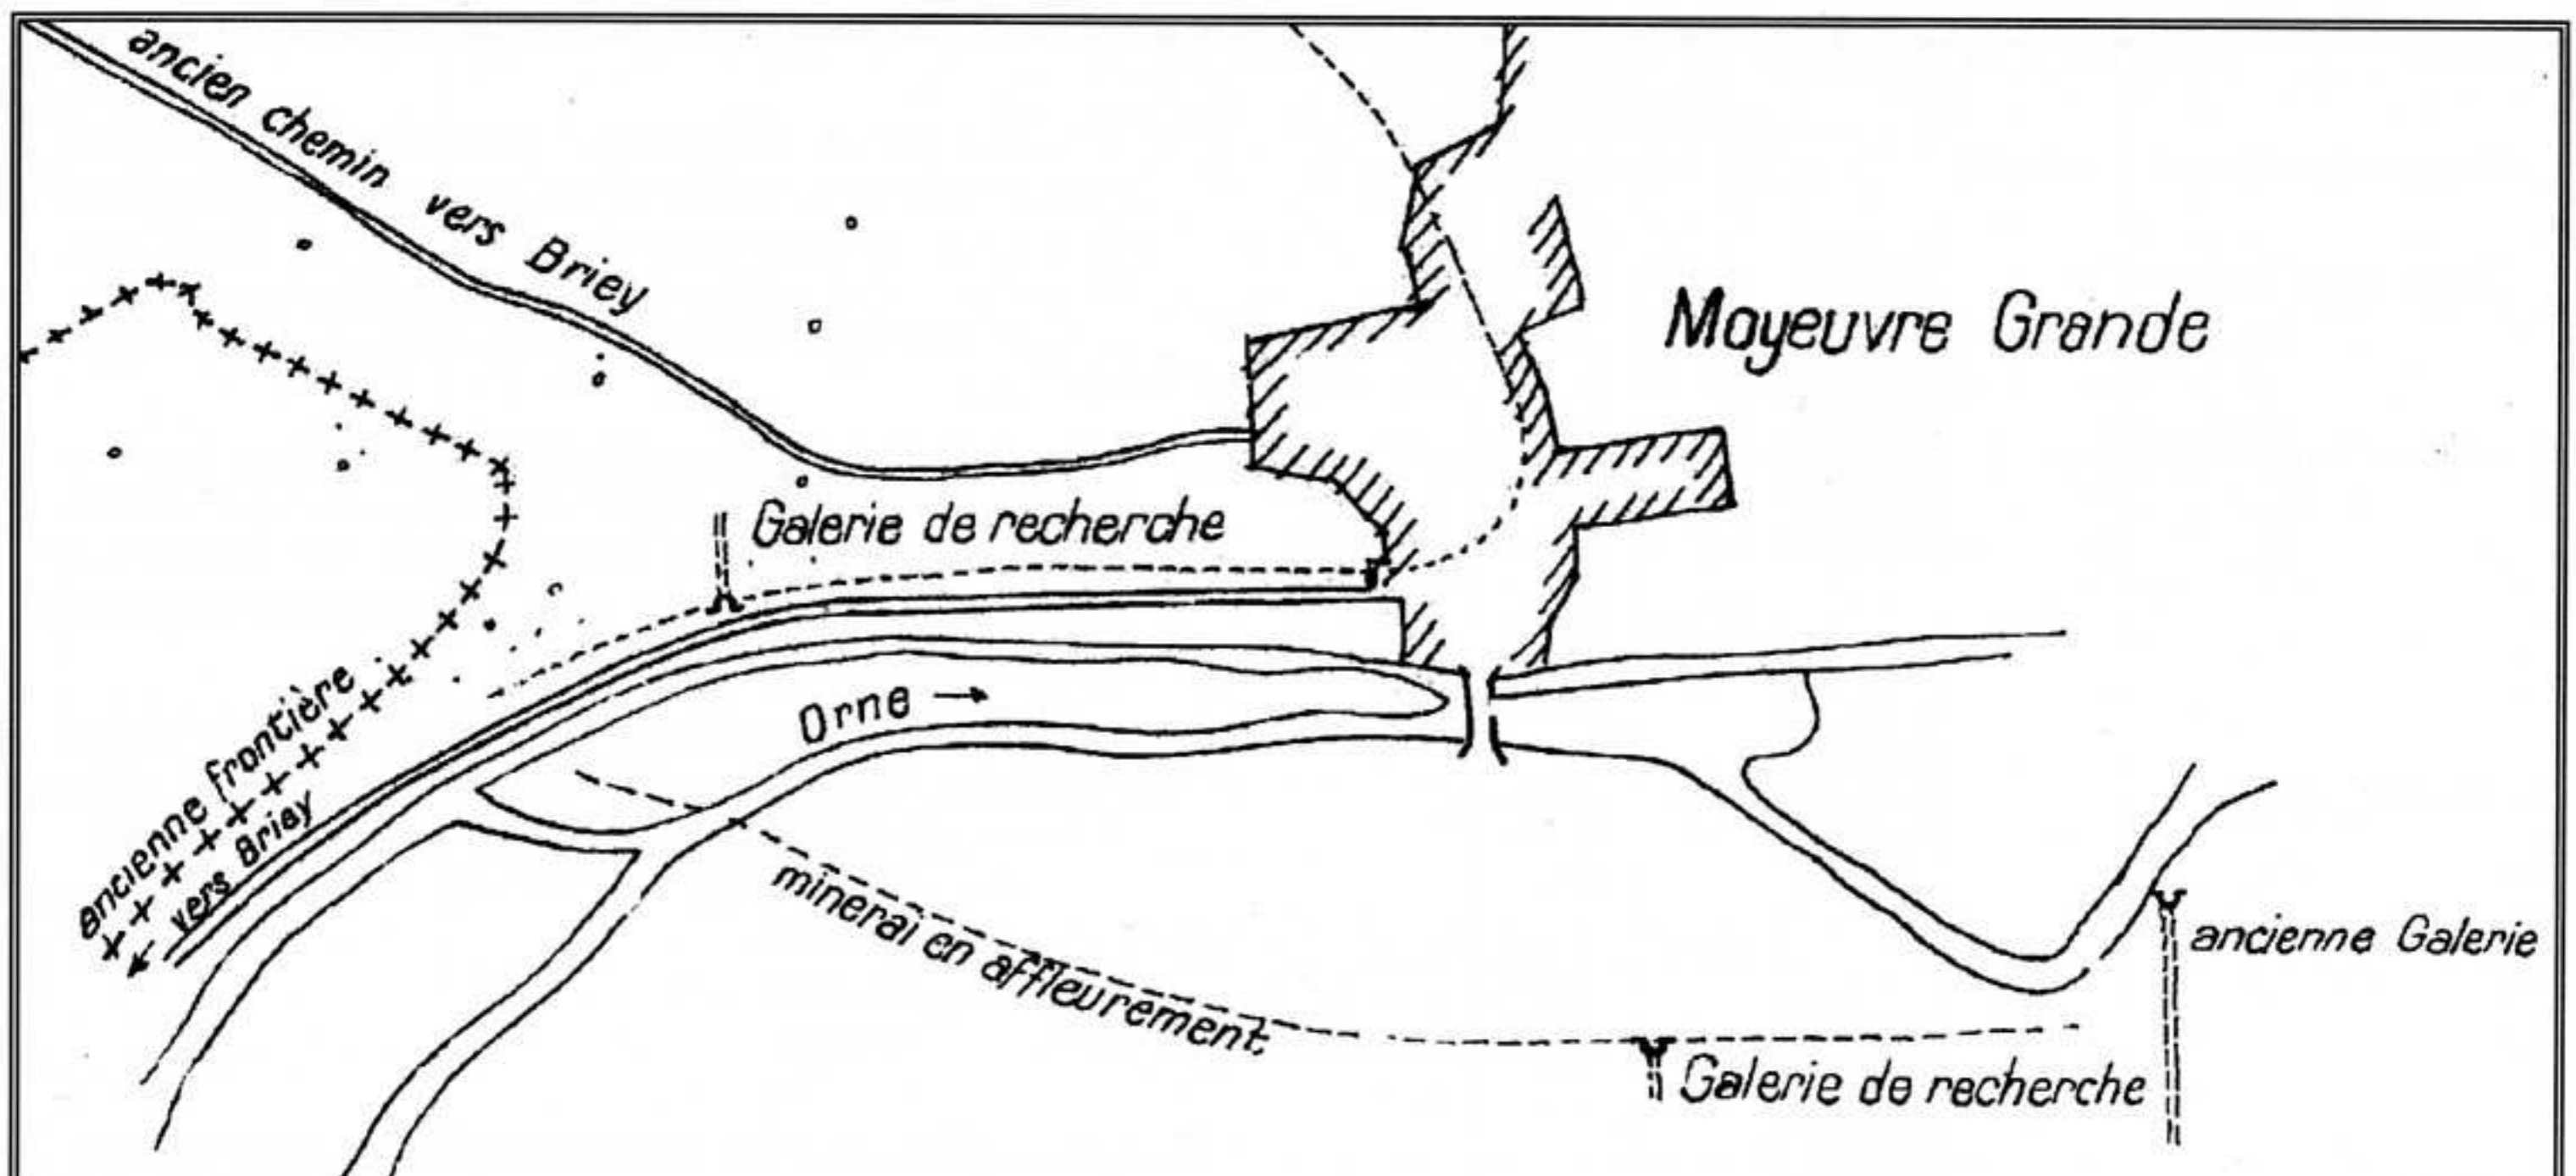 ancien chemin vers Briey
Moyeuvre Grande
Galerie de recherche
Orne
ancienne frontière
vers Briey
minerai en affleurement
ancienne Galerie
Galerie de recherche